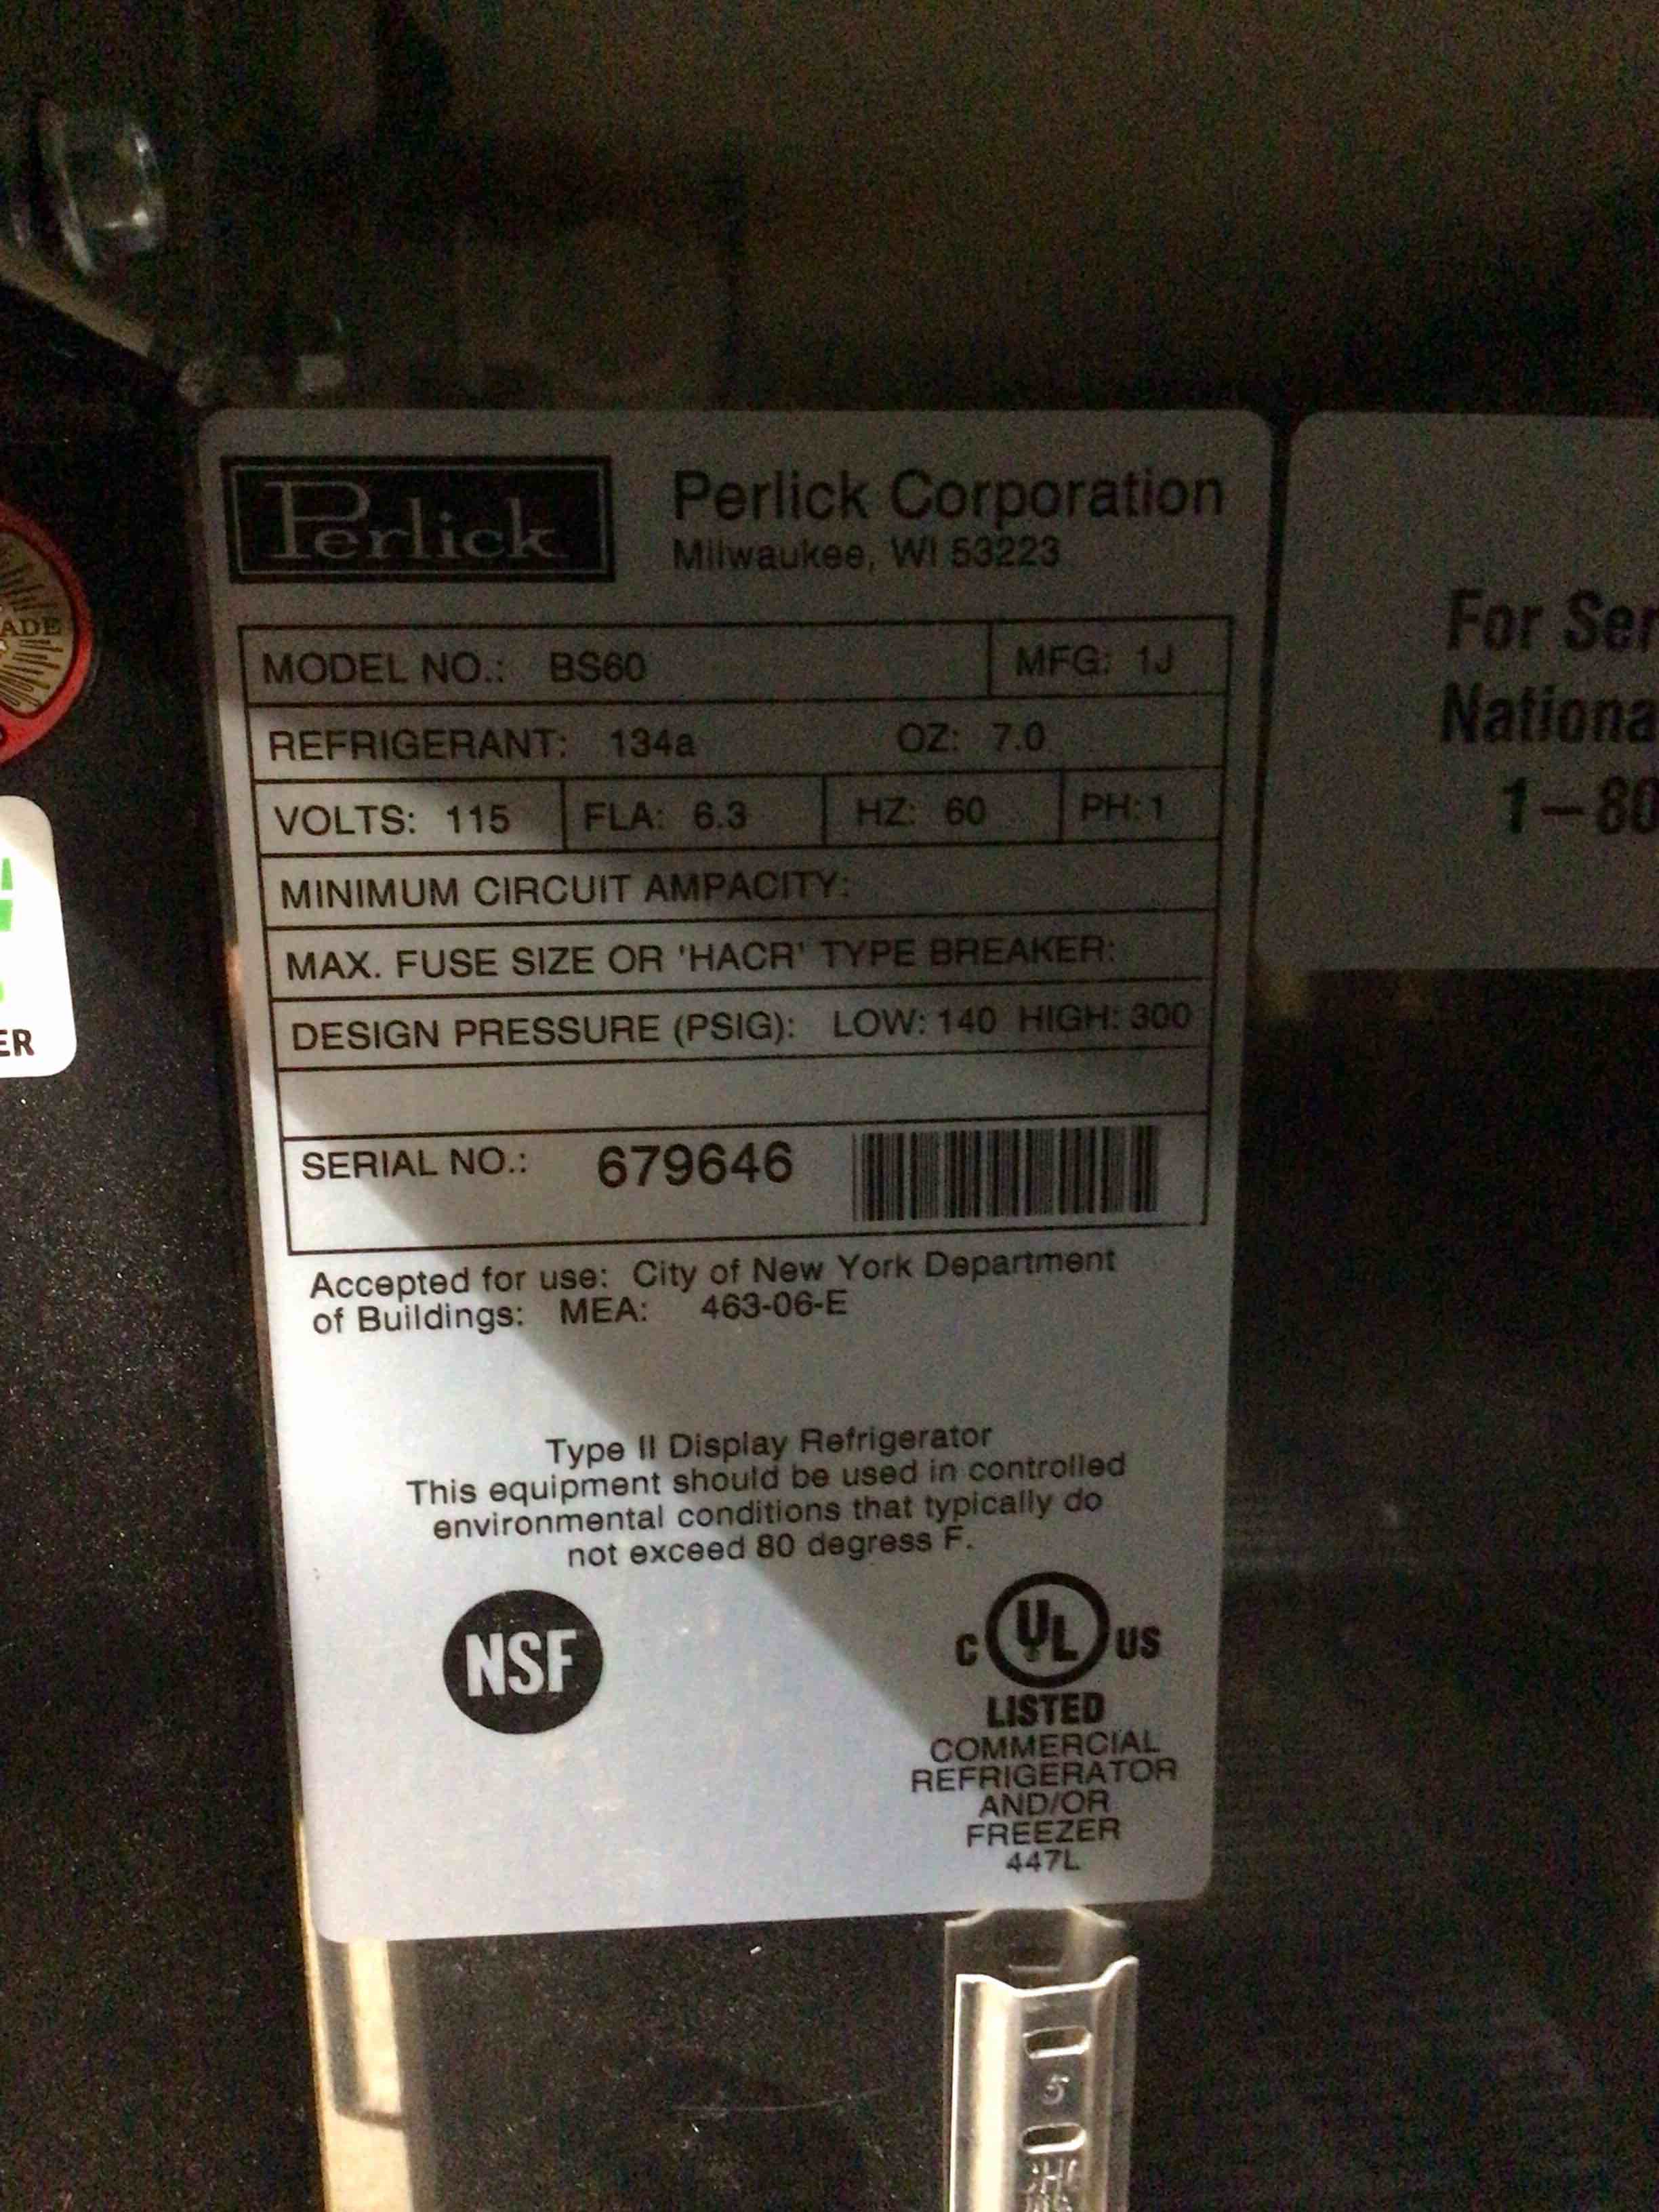 Perlick
Perlick Corporation
Milwaukee, WI 53223
MODEL NO.: BS60 MFG: 1J
REFRIGERANT: 134a OZ: 7.0
VOLTS: 115 FLA: 6.3 HZ: 60 PH: 1
MINIMUM CIRCUIT AMPACITY:
MAX. FUSE SIZE OR 'HACR' TYPE BREAKER:
DESIGN PRESSURE (PSIG): LOW: 140 HIGH: 300
SERIAL NO.: 679646
Accepted for use: City of New York Department
of Buildings: MEA: 463-06-E
Type II Display Refrigerator
This equipment should be used in controlled
environmental conditions that typically do
not exceed 80 degress F.
NSF
C UL US
LISTED
COMMERCIAL
REFRIGERATOR
AND/OR
FREEZER
447L
For Ser
Nationa
1-80
ADE
ER
5